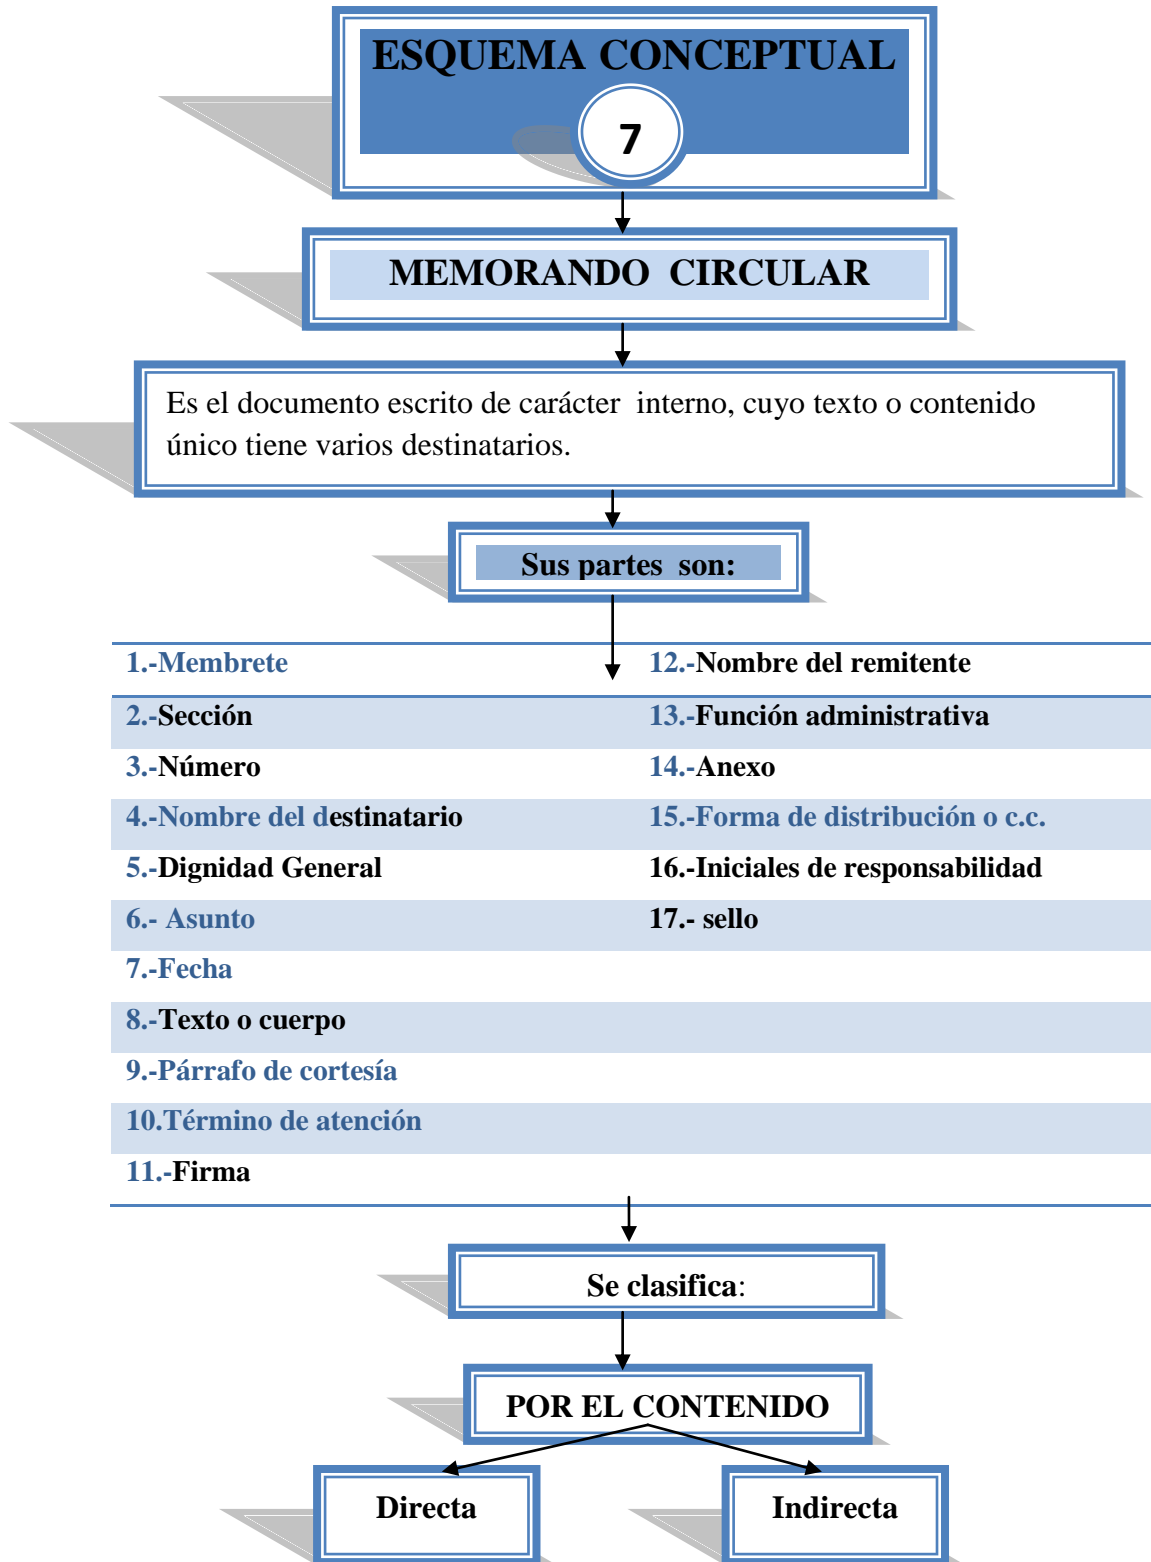 ESQUEMA CONCEPTUAL
7
MEMORANDO CIRCULAR
Es el documento escrito de carácter interno, cuyo texto o contenido
único tiene varios destinatarios.
Sus partes son:
1.-Membrete
2.-Sección
3.-Número
4.-Nombre del destinatario
5.-Dignidad General
6.- Asunto
7.-Fecha
8.-Texto o cuerpo
9.-Párrafo de cortesía
10.Término de atención
11.-Firma
12.-Nombre del remitente
13.-Función administrativa
14.-Anexo
15.-Forma de distribución o c.c.
16.-Iniciales de responsabilidad
17.- sello
Se clasifica:
POR EL CONTENIDO
Directa
Indirecta